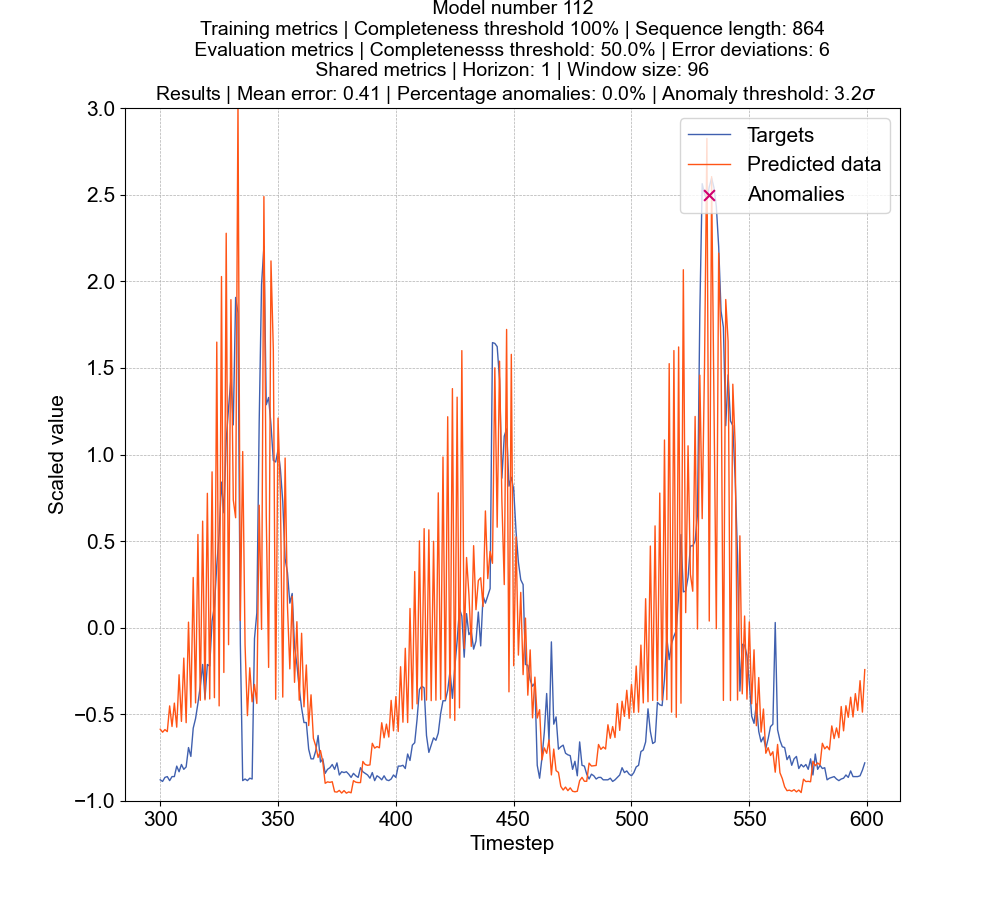 Model number 112
Training metrics | Completeness threshold 100% | Sequence length: 864
Evaluation metrics | Completenesss threshold: 50.0% | Error deviations: 6
Shared metrics | Horizon: 1 | Window size: 96
Results | Mean error: 0.41 | Percentage anomalies: 0.0% | Anomaly threshold: 3.2σ
Targets
Predicted data
Anomalies
3.0
2.5
2.0
1.5
1.0
0.5
0.0
−0.5
−1.0
Scaled value
300 350 400 450 500 550 600
Timestep